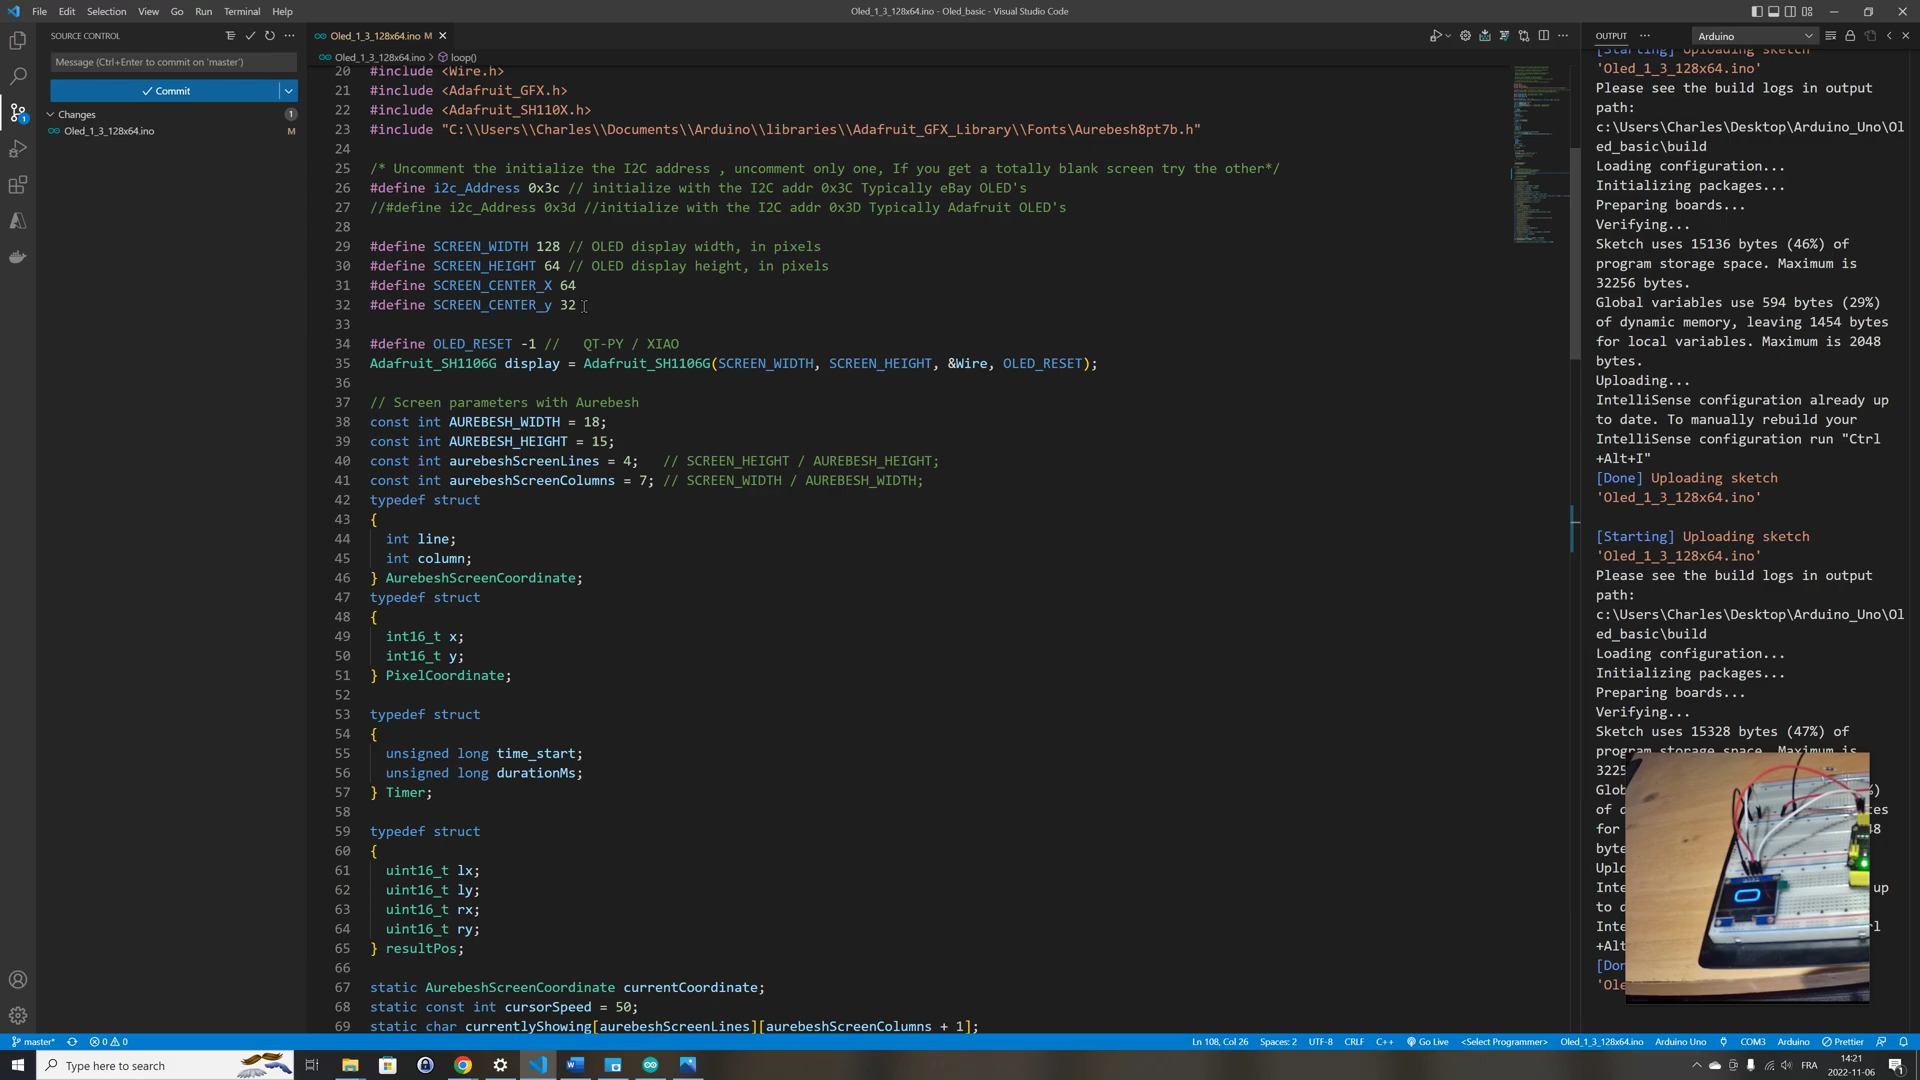 File Edit Selection View Go Run Terminal Help
Oled_1_3_128x64.ino - Oled_basic - Visual Studio Code
SOURCE CONTROL
Message (Ctrl+Enter to commit on 'master')
Commit
Changes 1
Oled_1_3_128x64.ino M
Oled_1_3_128x64.ino M
Oled_1_3_128x64.ino > loop()
20 #include <Wire.h>
21 #include <Adafruit_GFX.h>
22 #include <Adafruit_SH110X.h>
23 #include "C:\\Users\\Charles\\Documents\\Arduino\\libraries\\Adafruit_GFX_Library\\Fonts\Aurebesh8pt7b.h"
24
25 /* Uncomment the initialize the I2C address , uncomment only one, If you get a totally blank screen try the other*/
26 #define i2c_Address 0x3c // initialize with the I2C addr 0x3C Typically eBay OLED's
27 //#define i2c_Address 0x3d //initialize with the I2C addr 0x3D Typically Adafruit OLED's
28
29 #define SCREEN_WIDTH 128 // OLED display width, in pixels
30 #define SCREEN_HEIGHT 64 // OLED display height, in pixels
31 #define SCREEN_CENTER_X 64
32 #define SCREEN_CENTER_y 32
33
34 #define OLED_RESET -1 //   QT-PY / XIAO
35 Adafruit_SH1106G display = Adafruit_SH1106G(SCREEN_WIDTH, SCREEN_HEIGHT, &Wire, OLED_RESET);
36
37 // Screen parameters with Aurebesh
38 const int AUREBESH_WIDTH = 18;
39 const int AUREBESH_HEIGHT = 15;
40 const int aurebeshScreenLines = 4;   // SCREEN_HEIGHT / AUREBESH_HEIGHT;
41 const int aurebeshScreenColumns = 7; // SCREEN_WIDTH / AUREBESH_WIDTH;
42 typedef struct
43 {
44   int line;
45   int column;
46 } AurebeshScreenCoordinate;
47 typedef struct
48 {
49   int16_t x;
50   int16_t y;
51 } PixelCoordinate;
52
53 typedef struct
54 {
55   unsigned long time_start;
56   unsigned long durationMs;
57 } Timer;
58
59 typedef struct
60 {
61   uint16_t lx;
62   uint16_t ly;
63   uint16_t rx;
64   uint16_t ry;
65 } resultPos;
66
67 static AurebeshScreenCoordinate currentCoordinate;
68 static const int cursorSpeed = 50;
69 static char currentlyShowing[aurebeshScreenLines][aurebeshScreenColumns + 1];
OUTPUT
Arduino
[Starting] Uploading sketch
'Oled_1_3_128x64.ino'
Please see the build logs in output
path:
c:\Users\Charles\Desktop\Arduino_Uno\Ol
ed_basic\build
Loading configuration...
Initializing packages...
Preparing boards...
Verifying...
Sketch uses 15136 bytes (46%) of
program storage space. Maximum is
32256 bytes.
Global variables use 594 bytes (29%)
of dynamic memory, leaving 1454 bytes
for local variables. Maximum is 2048
bytes.
Uploading...
IntelliSense configuration already up
to date. To manually rebuild your
IntelliSense configuration run "Ctrl
+Alt+I"
[Done] Uploading sketch
'Oled_1_3_128x64.ino'
[Starting] Uploading sketch
'Oled_1_3_128x64.ino'
Please see the build logs in output
path:
c:\Users\Charles\Desktop\Arduino_Uno\Ol
ed_basic\build
Loading configuration...
Initializing packages...
Preparing boards...
Verifying...
Sketch uses 15328 bytes (47%) of
program storage space. Maximum is
master* 0 0
Ln 108, Col 26 Spaces: 2 UTF-8 CRLF C++ Go Live <Select Programmer> Oled_1_3_128x64.ino Arduino Uno COM3 Arduino Prettier
Type here to search
FRA
14:21
2022-11-06